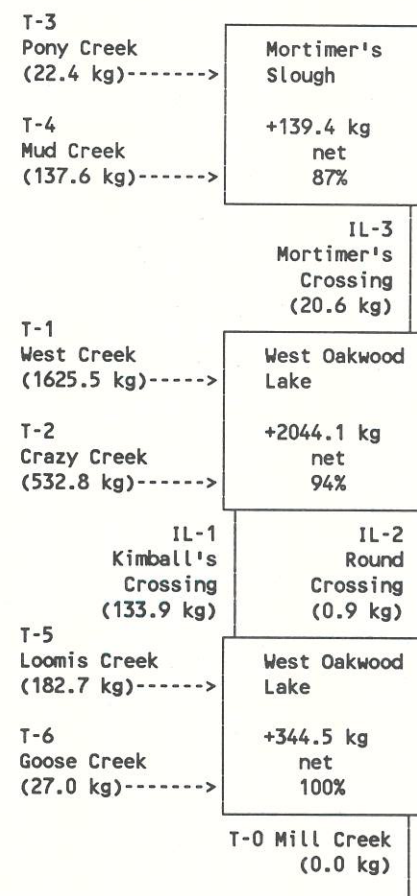 T-3
Pony Creek
(22.4 kg)------->
Mortimer's
Slough
T-4
Mud Creek
(137.6 kg)------>
+139.4 kg
net
87%
IL-3
Mortimer's
Crossing
(20.6 kg)
T-1
West Creek
(1625.5 kg)----->
West Oakwood
Lake
T-2
Crazy Creek
(532.8 kg)------>
+2044.1 kg
net
94%
IL-1
Kimball's
Crossing
(133.9 kg)
IL-2
Round
Crossing
(0.9 kg)
T-5
Loomis Creek
(182.7 kg)------>
West Oakwood
Lake
T-6
Goose Creek
(27.0 kg)------->
+344.5 kg
net
100%
T-0 Mill Creek
(0.0 kg)